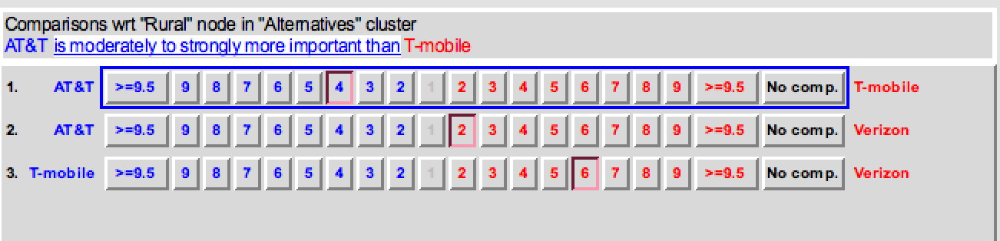 Comparisons wrt "Rural" node in "Alternatives" cluster
AT&T is moderately to strongly more important than T-mobile
1. AT&T >=9.5 9 8 7 6 5 4 3 2 1 2 3 4 5 6 7 8 9 >=9.5 No comp. T-mobile
2. AT&T >=9.5 9 8 7 6 5 4 3 2 1 2 3 4 5 6 7 8 9 >=9.5 No comp. Verizon
3. T-mobile >=9.5 9 8 7 6 5 4 3 2 1 2 3 4 5 6 7 8 9 >=9.5 No comp. Verizon